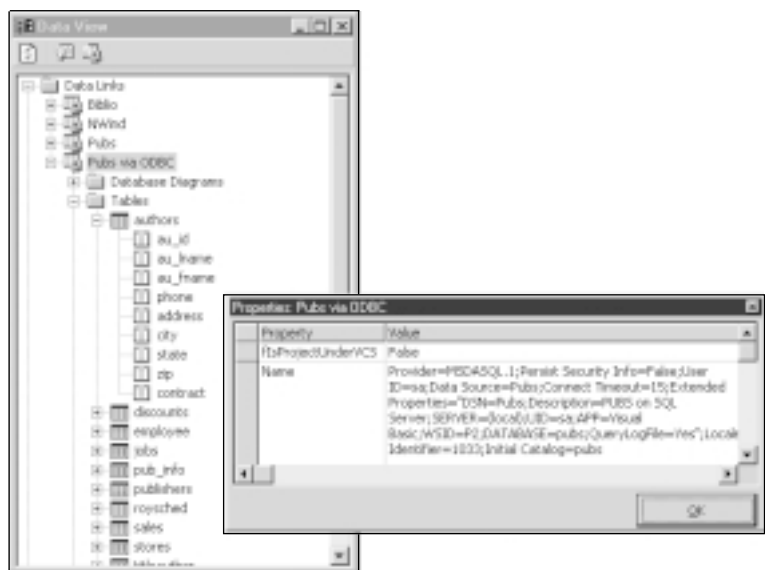 Data View
Data Links
Biblio
NWind
Pubs
Pubs via ODBC
Database Diagrams
Tables
authors
au_id
au_lname
au_fname
phone
address
city
state
zip
contract
discounts
employee
jobs
pub_info
publishers
roysched
sales
stores
Properties: Pubs via ODBC
Property Value
fIsProjectUnderVCS False
Name Provider=MSDASQL.1;Persist Security Info=False;User
ID=sa;Data Source=Pubs;Connect Timeout=15;Extended
Properties="DSN=Pubs;Description=PUBS on SQL
Server;SERVER=(local);UID=sa;APP=Visual
Basic;WSID=P2;DATABASE=pubs;QueryLogFile=Yes";Locale
Identifier=1033;Initial Catalog=pubs
OK